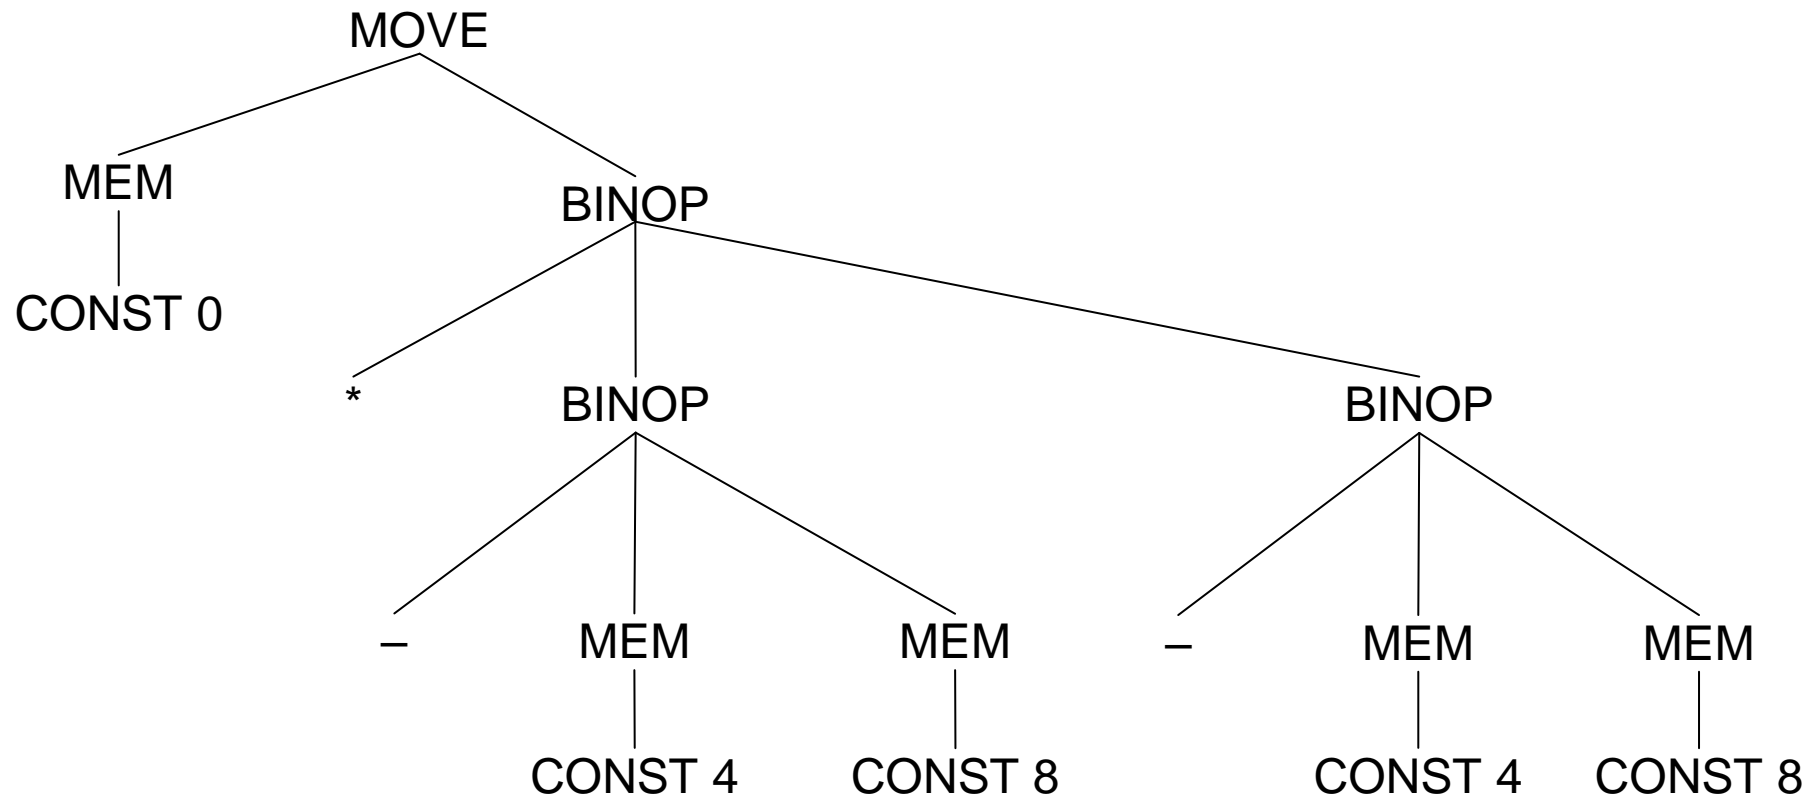 MOVE
MEM
BINOP
CONST 0
* BINOP BINOP
– MEM MEM – MEM MEM
CONST 4 CONST 8 CONST 4 CONST 8